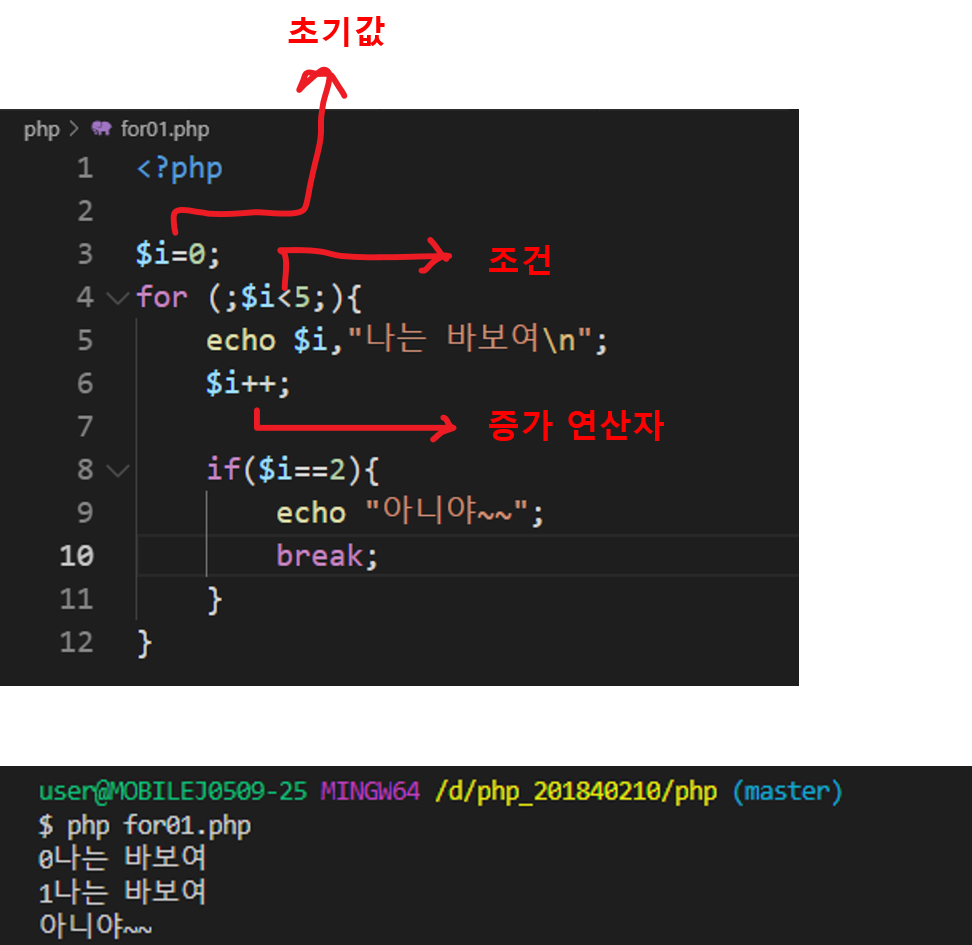 초기값
php > for01.php
1 <?php
2
3 $i=0;
조건
4 for (;$i<5;){
5 echo $i,"나는 바보여\n";
6 $i++;
7
증가 연산자
8 if($i==2){
9 echo "아니야~~";
10 break;
11 }
12 }
user@MOBILEJ0509-25 MINGW64 /d/php_201840210/php (master)
$ php for01.php
0나는 바보여
1나는 바보여
아니야~~